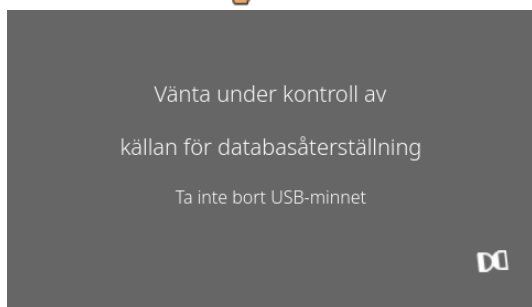 Vänta under kontroll av
källan för databasåterställning
Ta inte bort USB-minnet